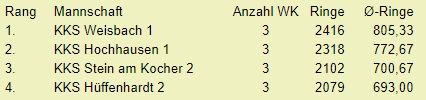 Rang Mannschaft Anzahl WK Ringe Ø-Ringe
1. KKS Weisbach 1 3 2416 805,33
2. KKS Hochhausen 1 3 2318 772,67
3. KKS Stein am Kocher 2 3 2102 700,67
4. KKS Hüffenhardt 2 3 2079 693,00